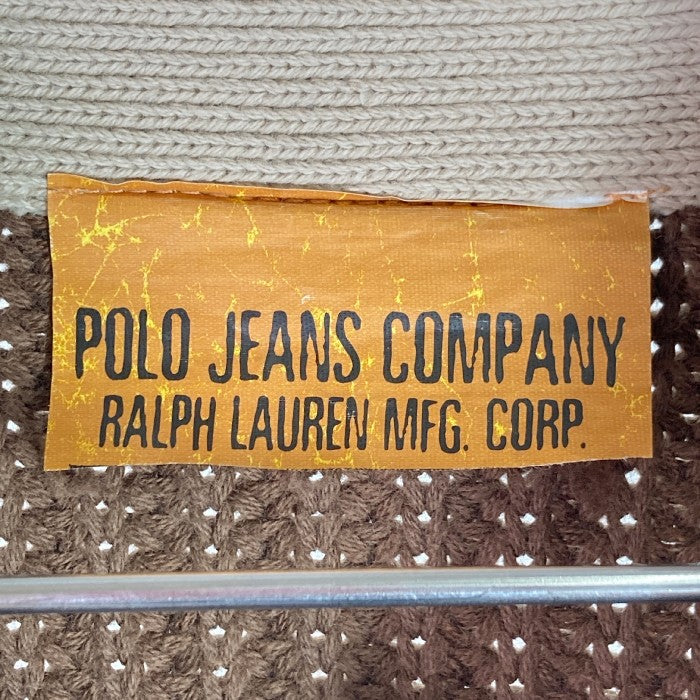 POLO JEANS COMPANY
RALPH LAUREN MFG. CORP.